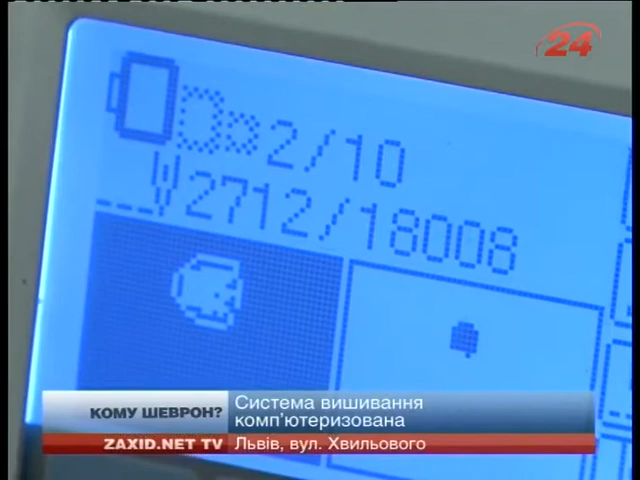 24
2/10
2712/18008
КОМУ ШЕВРОН?
Система вишивання
комп'ютеризована
ZAXID.NET TV
Львів, вул. Хвильового